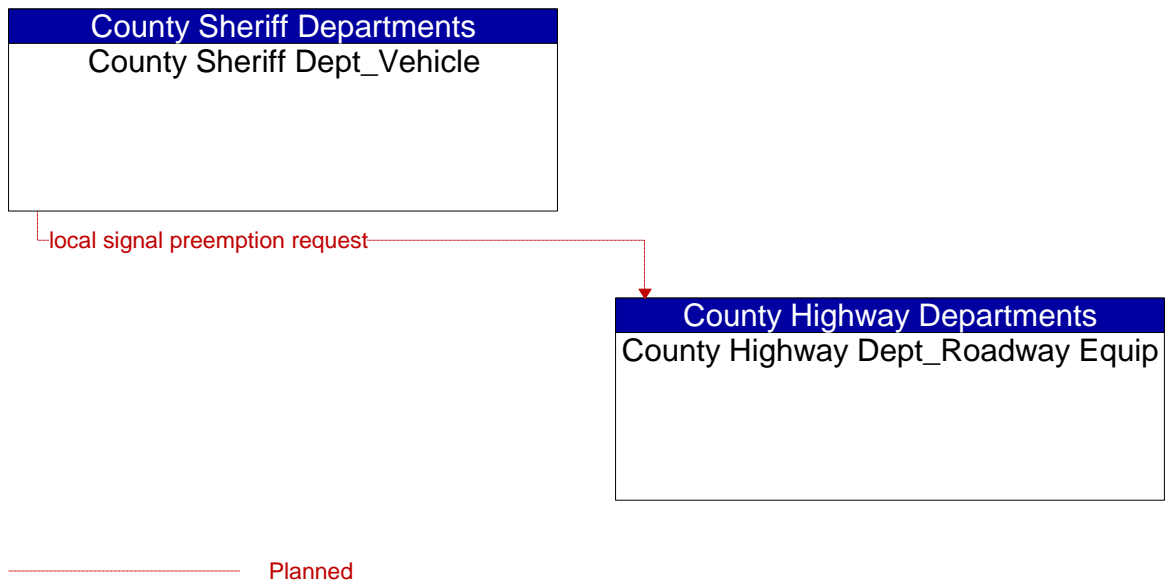 County Sheriff Departments
County Sheriff Dept_Vehicle
local signal preemption request
County Highway Departments
County Highway Dept_Roadway Equip
Planned